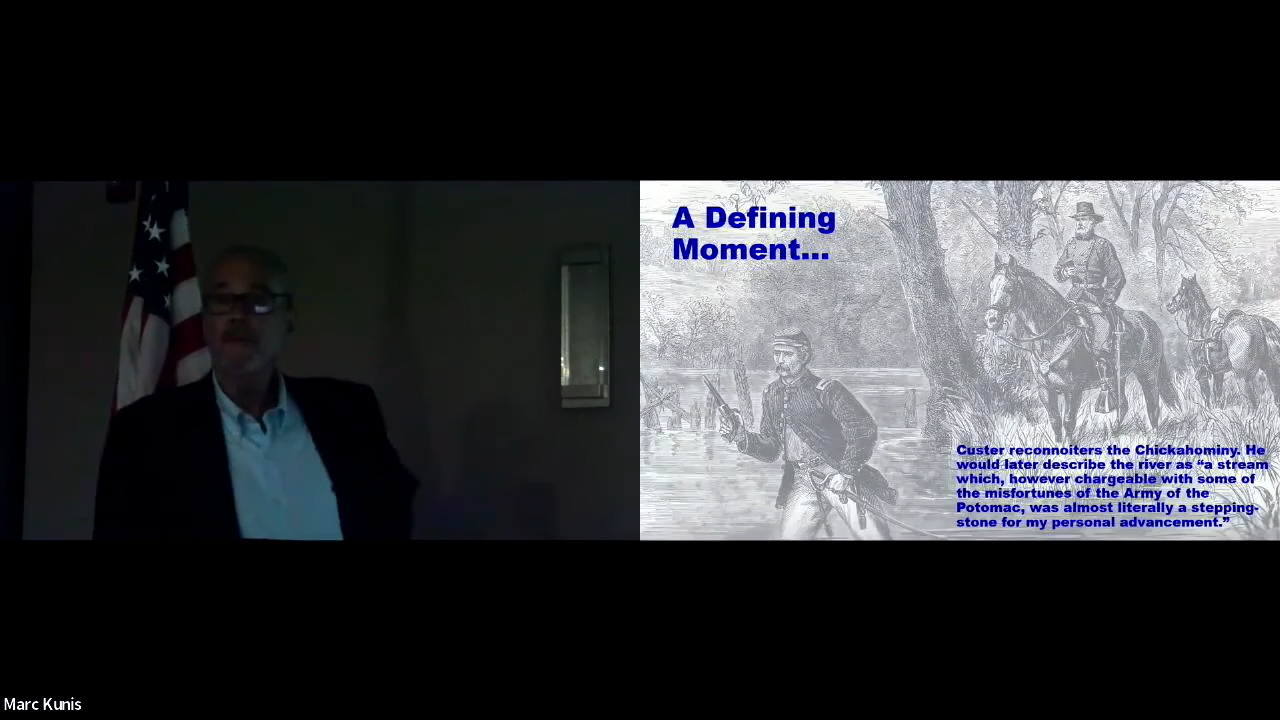 A Defining
Moment...
Custer reconnoiters the Chickahominy. He
would later describe the river as “a stream
which, however chargeable with some of
the misfortunes of the Army of the
Potomac, was almost literally a stepping-
stone for my personal advancement.”
Marc Kunis